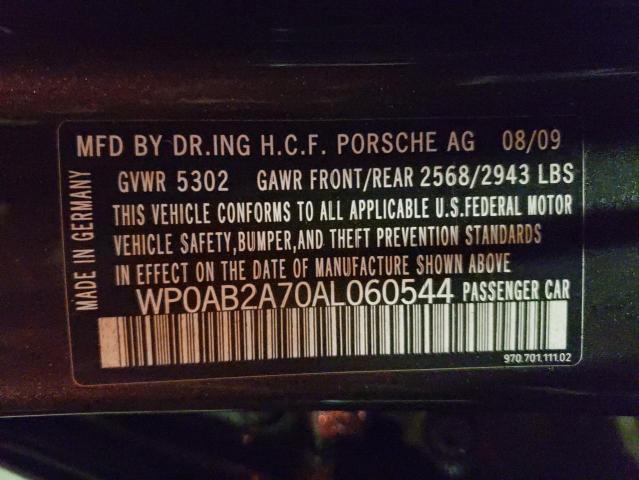 MFD BY DR.ING H.C.F. PORSCHE AG 08/09
GVWR 5302 GAWR FRONT/REAR 2568/2943 LBS
THIS VEHICLE CONFORMS TO ALL APPLICABLE U.S.FEDERAL MOTOR
VEHICLE SAFETY,BUMPER,AND THEFT PREVENTION STANDARDS
IN EFFECT ON THE DATE OF MANUFACTURE SHOWN ABOVE.
WP0AB2A70AL060544 PASSENGER CAR
970.701.111.02
MADE IN GERMANY